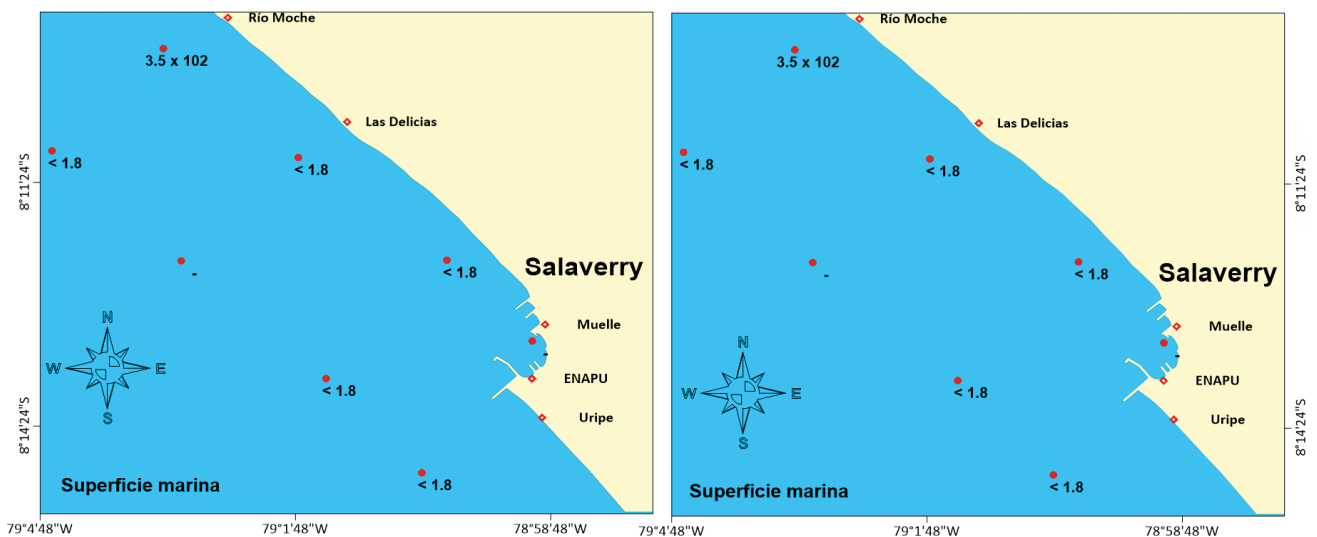 Río Moche
3.5 x 102
Las Delicias
< 1.8
< 1.8
8°11'24"S
-
< 1.8
Salaverry
N
W
E
S
Muelle
-
ENAPU
< 1.8
Uripe
8°14'24"S
< 1.8
Superficie marina
79°4'48"W
79°1'48"W
78°58'48"W
Río Moche
3.5 x 102
Las Delicias
< 1.8
< 1.8
8°11'24"S
-
< 1.8
Salaverry
Muelle
N
W
E
S
-
ENAPU
< 1.8
Uripe
8°14'24"S
< 1.8
Superficie marina
79°4'48"W
79°1'48"W
78°58'48"W